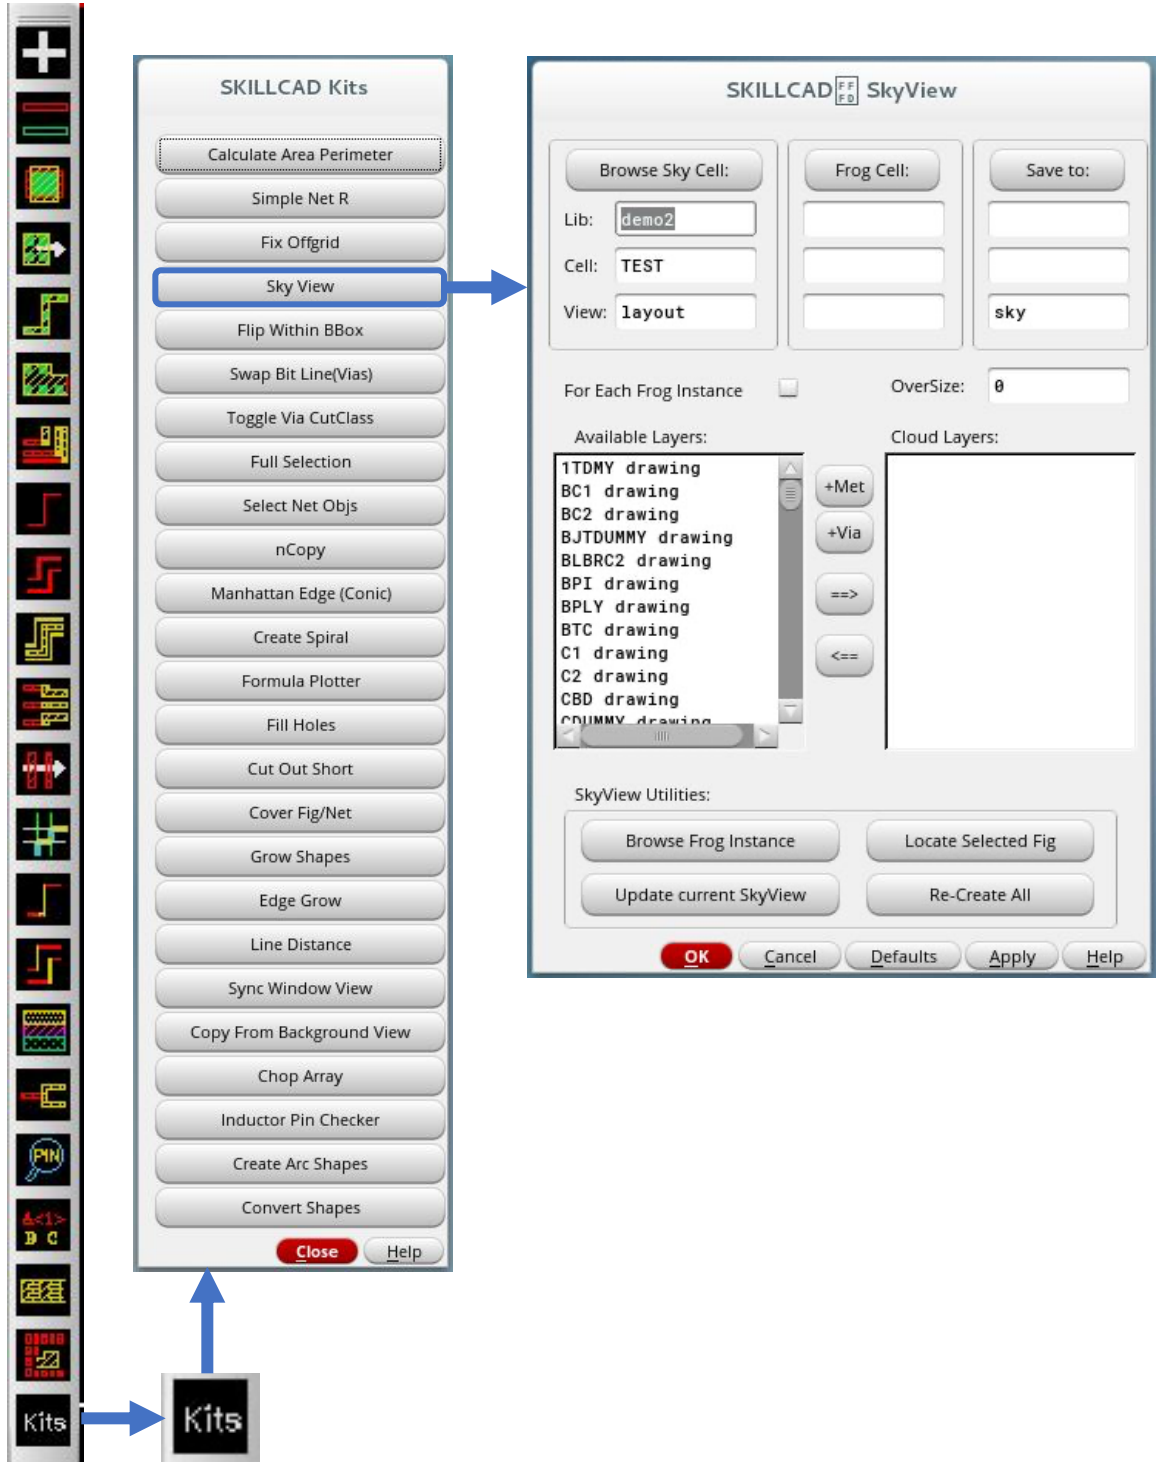 PIN
A<1>
B C
Kits
SKILLCAD Kits
Calculate Area Perimeter
Simple Net R
Fix Offgrid
Sky View
Flip Within BBox
Swap Bit Line(Vias)
Toggle Via CutClass
Full Selection
Select Net Objs
nCopy
Manhattan Edge (Conic)
Create Spiral
Formula Plotter
Fill Holes
Cut Out Short
Cover Fig/Net
Grow Shapes
Edge Grow
Line Distance
Sync Window View
Copy From Background View
Chop Array
Inductor Pin Checker
Create Arc Shapes
Convert Shapes
Close Help
Kits
SKILLCAD SkyView
Browse Sky Cell: Frog Cell: Save to:
Lib: demo2
Cell: TEST
View: layout sky
For Each Frog Instance OverSize: 0
Available Layers: Cloud Layers:
1TDMY drawing
BC1 drawing
BC2 drawing
BJTDUMMY drawing
BLBRC2 drawing
BPI drawing
BPLY drawing
BTC drawing
C1 drawing
C2 drawing
CBD drawing
CDUMMY drawing
+Met
+Via
==>
<==
SkyView Utilities:
Browse Frog Instance Locate Selected Fig
Update current SkyView Re-Create All
OK Cancel Defaults Apply Help